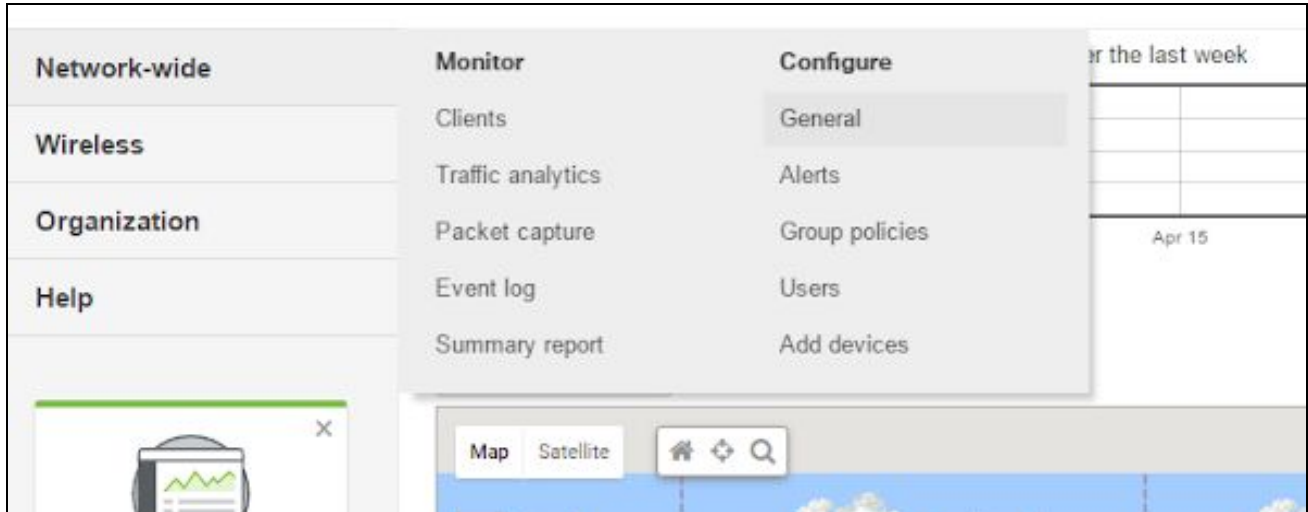 Network-wide
Wireless
Organization
Help
Monitor
Clients
Traffic analytics
Packet capture
Event log
Summary report
Configure
General
Alerts
Group policies
Users
Add devices
the last week
Apr 15
Map
Satellite